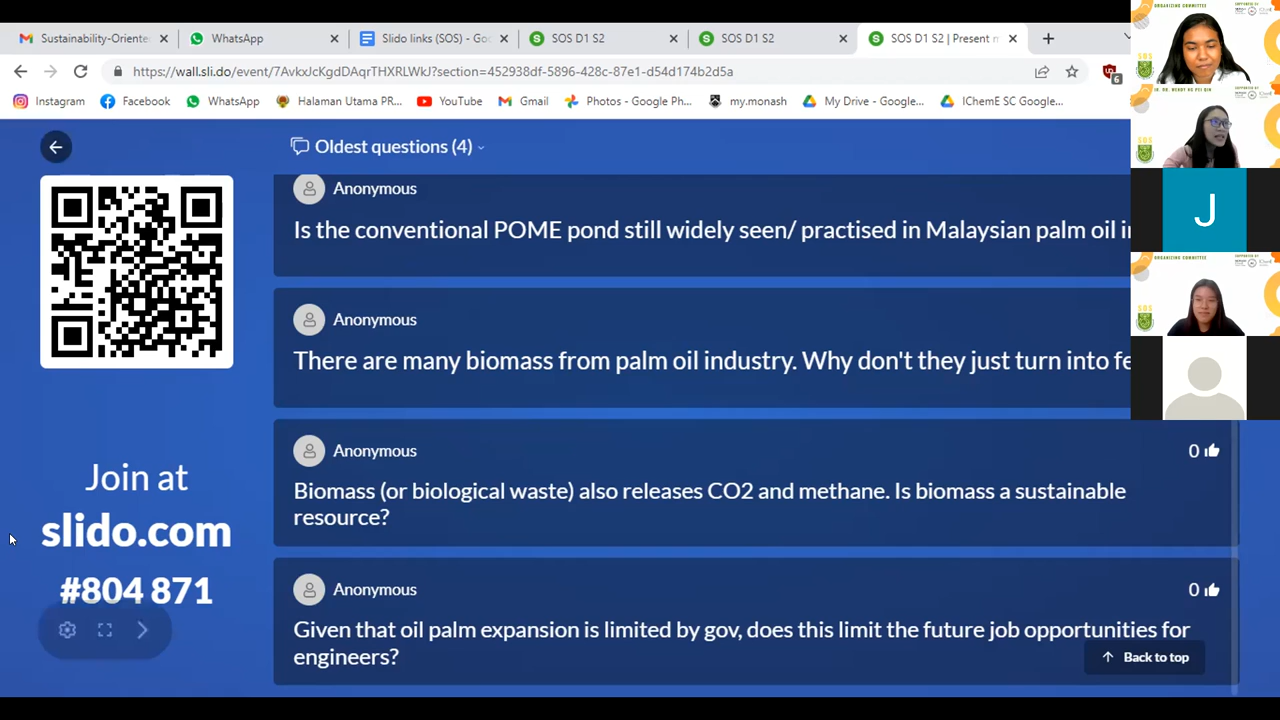 Sustainability-Oriente
WhatsApp
Slido links (SOS) - Go
SOS D1 S2
SOS D1 S2
SOS D1 S2 | Present m
https://wall.sli.do/event/7AvkxJcKgdDAqrTHXRLWkJ?section=452938df-5896-428c-87e1-d54d174b2d5a
6
Instagram
Facebook
WhatsApp
Halaman Utama PR...
YouTube
Gmail
Photos - Google Ph...
my.monash
My Drive - Google...
IChemE SC Google...
ORGANIZING COMMITTEE
J
ORGANIZING COMMITTEE
SOS
Oldest questions (4)
Anonymous
Is the conventional POME pond still widely seen/ practised in Malaysian palm oil i
Anonymous
There are many biomass from palm oil industry. Why don't they just turn into fe
Anonymous
0
Biomass (or biological waste) also releases CO2 and methane. Is biomass a sustainable
resource?
Anonymous
0
Given that oil palm expansion is limited by gov, does this limit the future job opportunities for
engineers?
Back to top
Join at
slido.com
#804 871